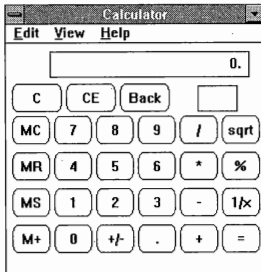 Calculator
Edit View Help
0.
C CE Back
MC 7 8 9 / sqrt
MR 4 5 6 * %
MS 1 2 3 - 1/x
M+ 0 +/- . + =